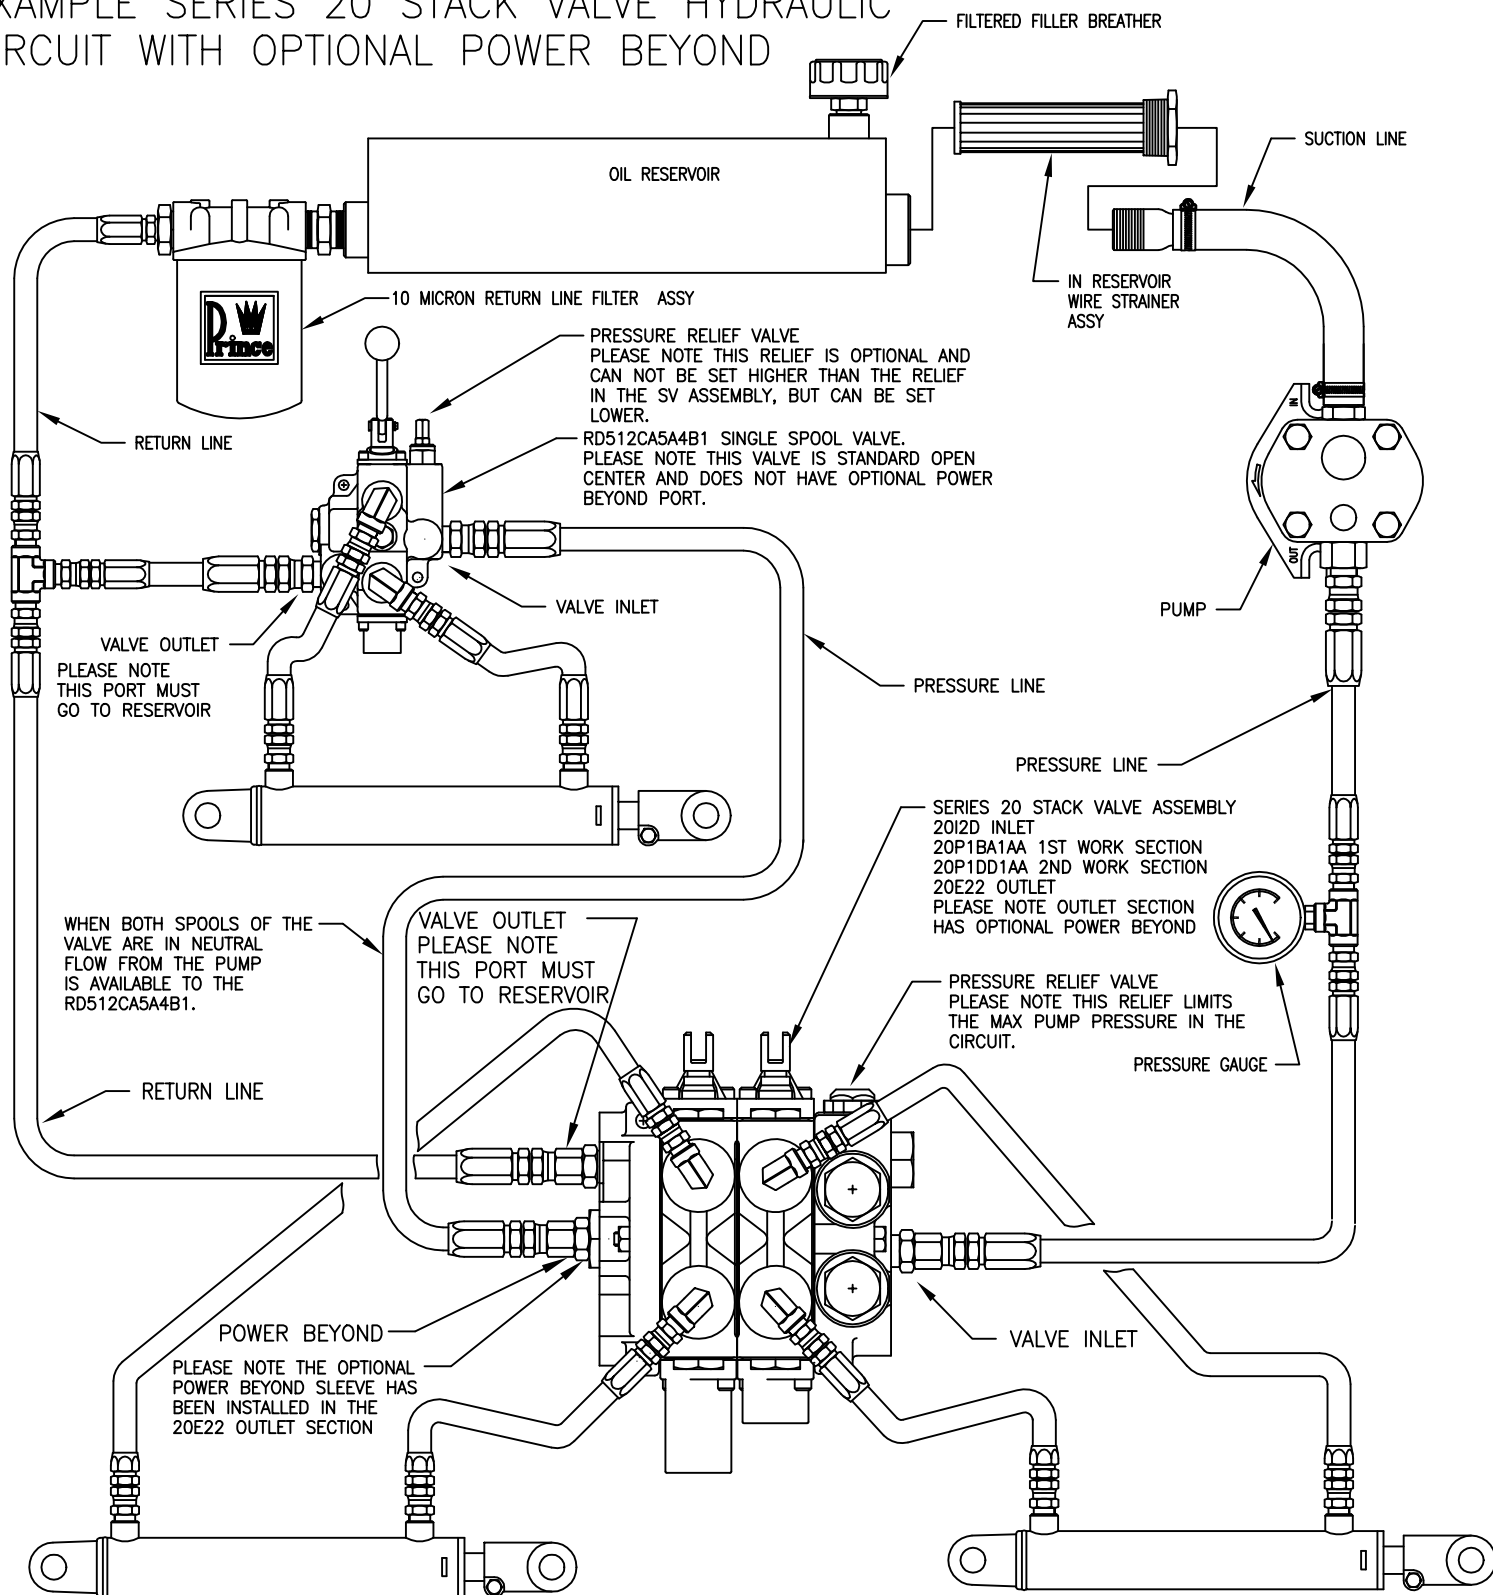 XAMPLE SERIES 20 STACK VALVE HYDRAULIC
IRCUIT WITH OPTIONAL POWER BEYOND
FILTERED FILLER BREATHER
OIL RESERVOIR
SUCTION LINE
IN RESERVOIR
WIRE STRAINER
ASSY
10 MICRON RETURN LINE FILTER ASSY
Prince
PRESSURE RELIEF VALVE
PLEASE NOTE THIS RELIEF IS OPTIONAL AND
CAN NOT BE SET HIGHER THAN THE RELIEF
IN THE SV ASSEMBLY, BUT CAN BE SET
LOWER.
RETURN LINE
RD512CA5A4B1 SINGLE SPOOL VALVE.
PLEASE NOTE THIS VALVE IS STANDARD OPEN
CENTER AND DOES NOT HAVE OPTIONAL POWER
BEYOND PORT.
IN
OUT
PUMP
VALVE INLET
VALVE OUTLET
PLEASE NOTE
THIS PORT MUST
GO TO RESERVOIR
PRESSURE LINE
PRESSURE LINE
SERIES 20 STACK VALVE ASSEMBLY
20I2D INLET
20P1BA1AA 1ST WORK SECTION
20P1DD1AA 2ND WORK SECTION
20E22 OUTLET
PLEASE NOTE OUTLET SECTION
HAS OPTIONAL POWER BEYOND
WHEN BOTH SPOOLS OF THE
VALVE ARE IN NEUTRAL
FLOW FROM THE PUMP
IS AVAILABLE TO THE
RD512CA5A4B1.
VALVE OUTLET
PLEASE NOTE
THIS PORT MUST
GO TO RESERVOIR
PRESSURE RELIEF VALVE
PLEASE NOTE THIS RELIEF LIMITS
THE MAX PUMP PRESSURE IN THE
CIRCUIT.
PRESSURE GAUGE
RETURN LINE
POWER BEYOND
PLEASE NOTE THE OPTIONAL
POWER BEYOND SLEEVE HAS
BEEN INSTALLED IN THE
20E22 OUTLET SECTION
VALVE INLET